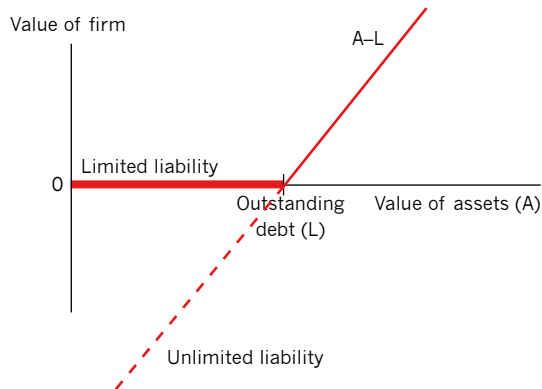 Value of firm
A–L
Limited liability
0
Outstanding
debt (L)
Value of assets (A)
Unlimited liability